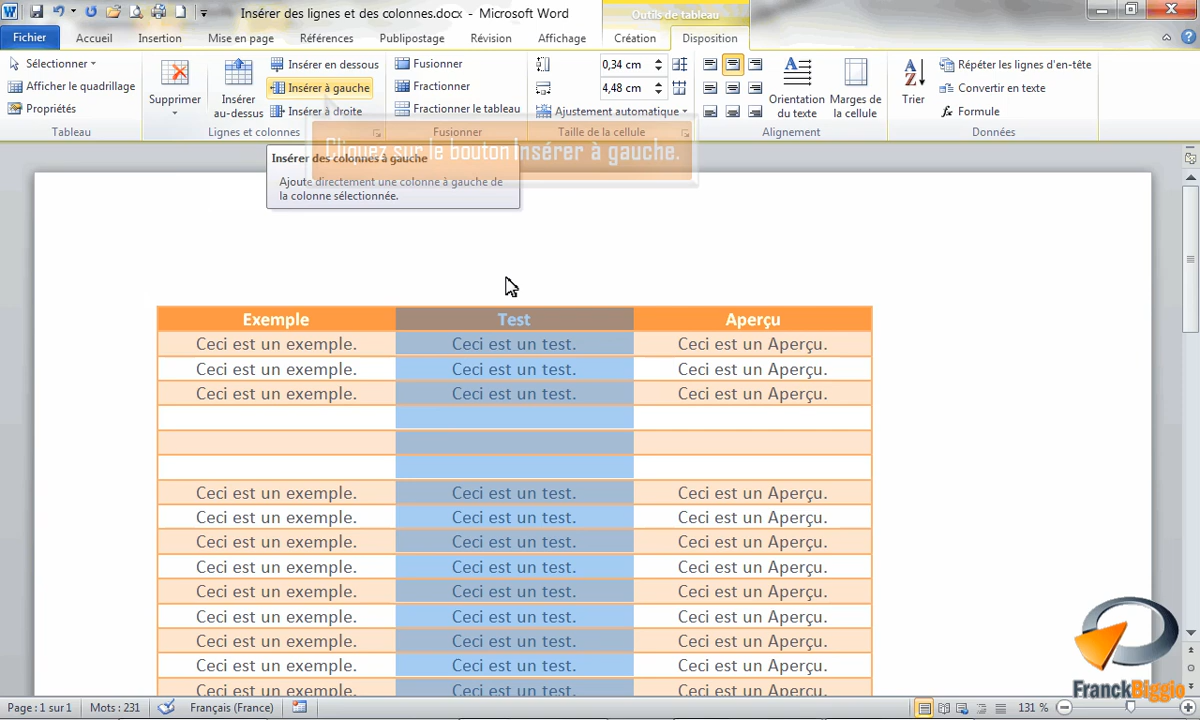 Insérer des lignes et des colonnes.docx - Microsoft Word
Outils de tableau
Fichier Accueil Insertion Mise en page Références Publipostage Révision Affichage Création Disposition
Sélectionner
Afficher le quadrillage
Propriétés
Tableau
Supprimer
Insérer
au-dessus
Insérer en dessous
Insérer à gauche
Insérer à droite
Lignes et colonnes
Fusionner
Fractionner
Fractionner le tableau
Fusionner
0,34 cm
4,48 cm
Ajustement automatique
Taille de la cellule
Orientation
du texte
Marges de
la cellule
Alignement
Trier
Répéter les lignes d'en-tête
Convertir en texte
Formule
Données
Cliquez sur le bouton Insérer à gauche.
Insérer des colonnes à gauche
Ajoute directement une colonne à gauche de
la colonne sélectionnée.
Exemple Test Aperçu
Ceci est un exemple. Ceci est un test. Ceci est un Aperçu.
Ceci est un exemple. Ceci est un test. Ceci est un Aperçu.
Ceci est un exemple. Ceci est un test. Ceci est un Aperçu.
Ceci est un exemple. Ceci est un test. Ceci est un Aperçu.
Ceci est un exemple. Ceci est un test. Ceci est un Aperçu.
Ceci est un exemple. Ceci est un test. Ceci est un Aperçu.
Ceci est un exemple. Ceci est un test. Ceci est un Aperçu.
Ceci est un exemple. Ceci est un test. Ceci est un Aperçu.
Ceci est un exemple. Ceci est un test. Ceci est un Aperçu.
Ceci est un exemple. Ceci est un test. Ceci est un Aperçu.
Ceci est un exemple. Ceci est un test. Ceci est un Aperçu.
Ceci est un exemple. Ceci est un test. Ceci est un Aperçu.
FranckBiggio
Page : 1 sur 1 Mots : 231 Français (France) 131 %